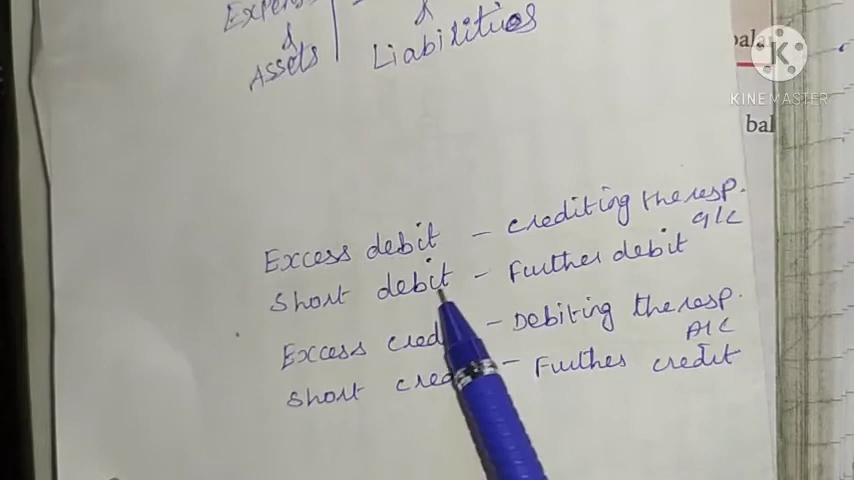 &
Assets
&
Liabilities
bal
KINEMASTER
bal
Excess debit - crediting the resp.
a/c
Short debit - Further debit
Excess cred - Debiting the resp.
A/c
Short cre - Further credit